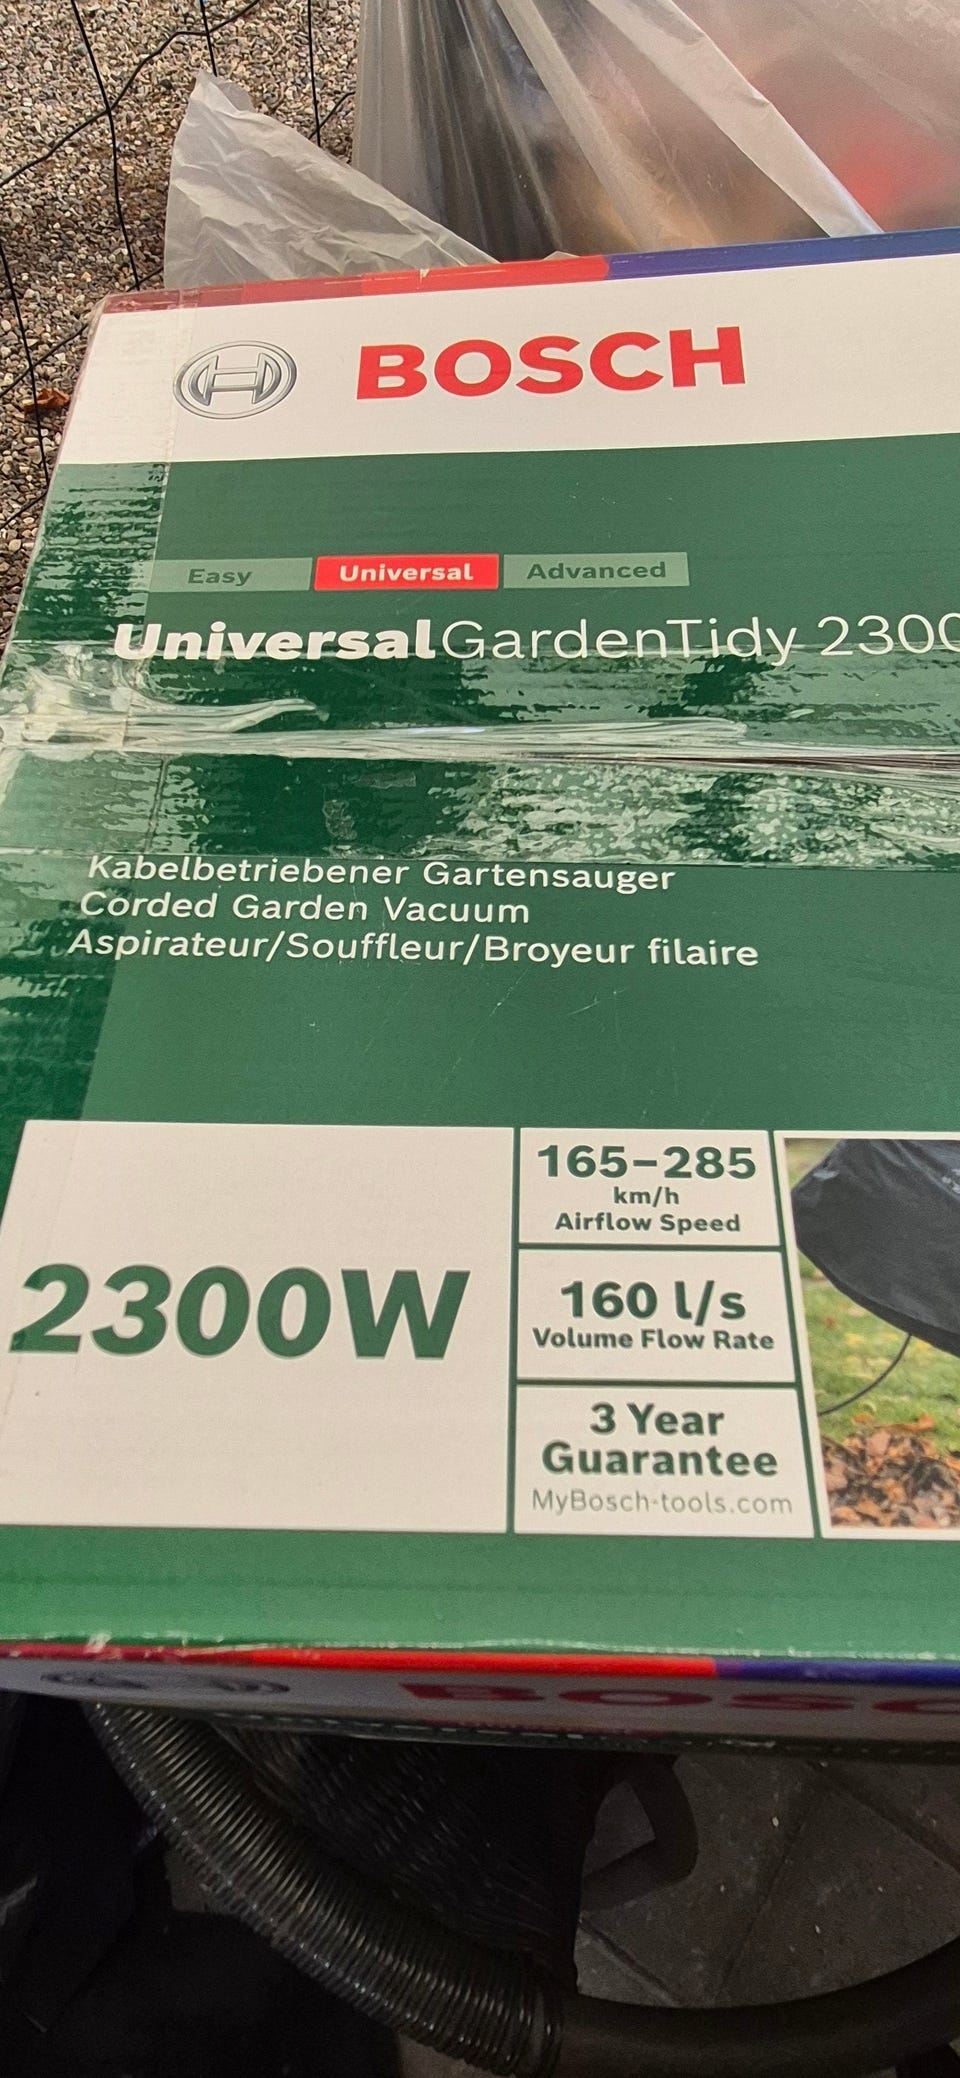 BOSCH
Easy Universal Advanced
UniversalGardenTidy 2300
Kabelbetriebener Gartensauger
Corded Garden Vacuum
Aspirateur/Souffleur/Broyeur filaire
2300W
165–285
km/h
Airflow Speed
160 l/s
Volume Flow Rate
3 Year
Guarantee
MyBosch-tools.com
BOSC